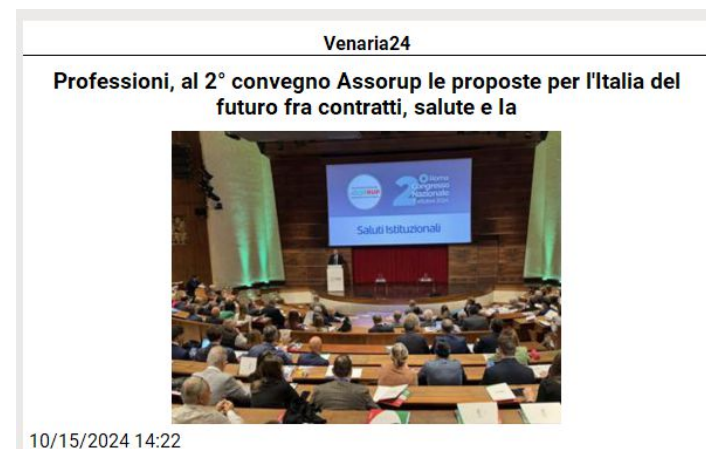 Venaria24
Professioni, al 2° convegno Assorup le proposte per l'Italia del
futuro fra contratti, salute e la
2° Roma
Congresso
Nazionale
Saluti Istituzionali
10/15/2024 14:22